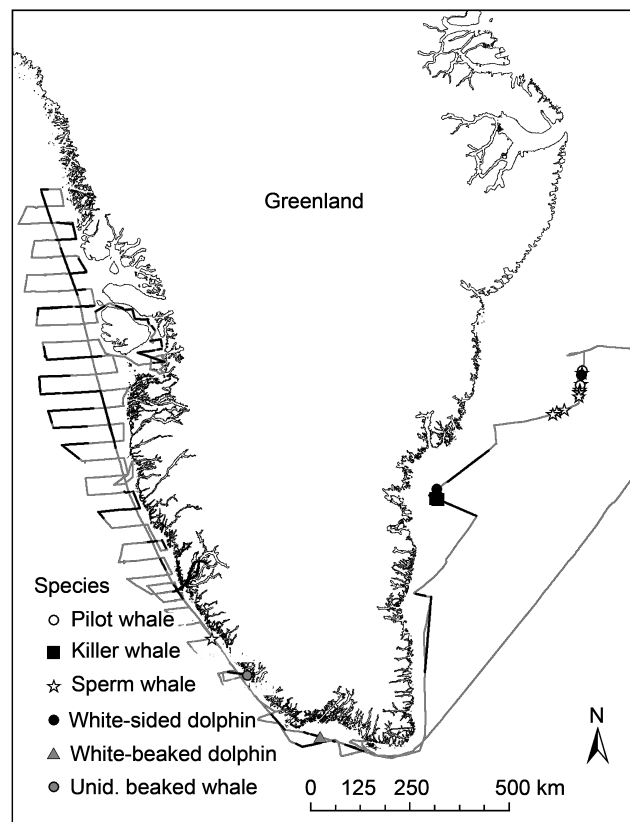 Greenland
Species
Pilot whale
Killer whale
Sperm whale
White-sided dolphin
White-beaked dolphin
Unid. beaked whale
N
0 125 250 500 km